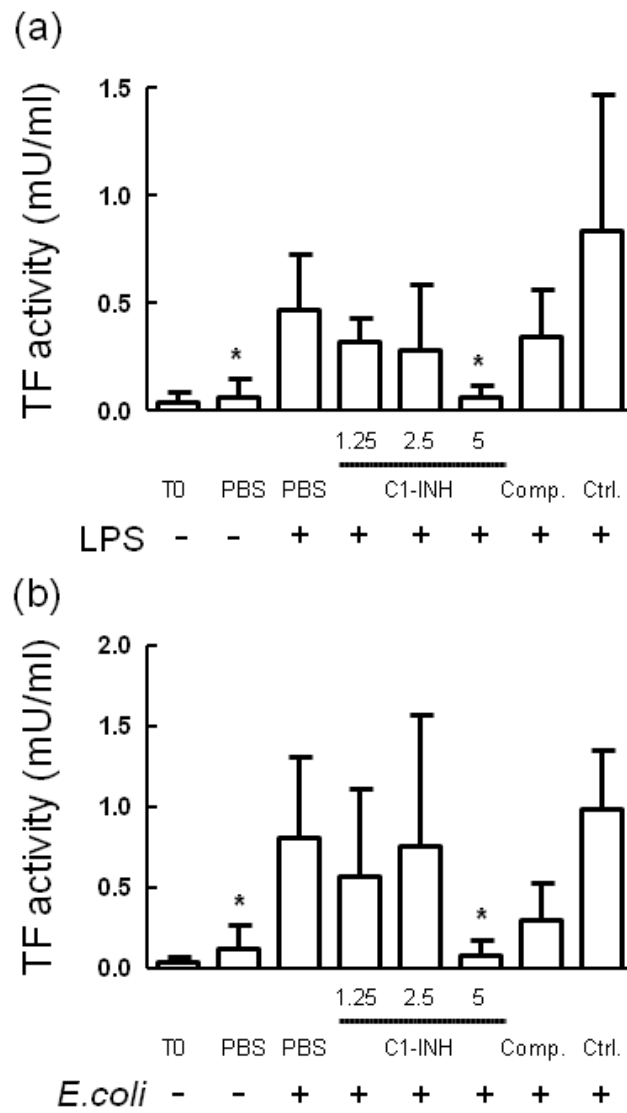 (a)
TF activity (mU/ml)
1.5
1.0
0.5
0.0
* *
1.25 2.5 5
T0 PBS PBS C1-INH Comp. Ctrl.
LPS - - + + + + + +
(b)
TF activity (mU/ml)
2.0
1.5
1.0
0.5
0.0
* *
1.25 2.5 5
T0 PBS PBS C1-INH Comp. Ctrl.
E.coli - - + + + + + +